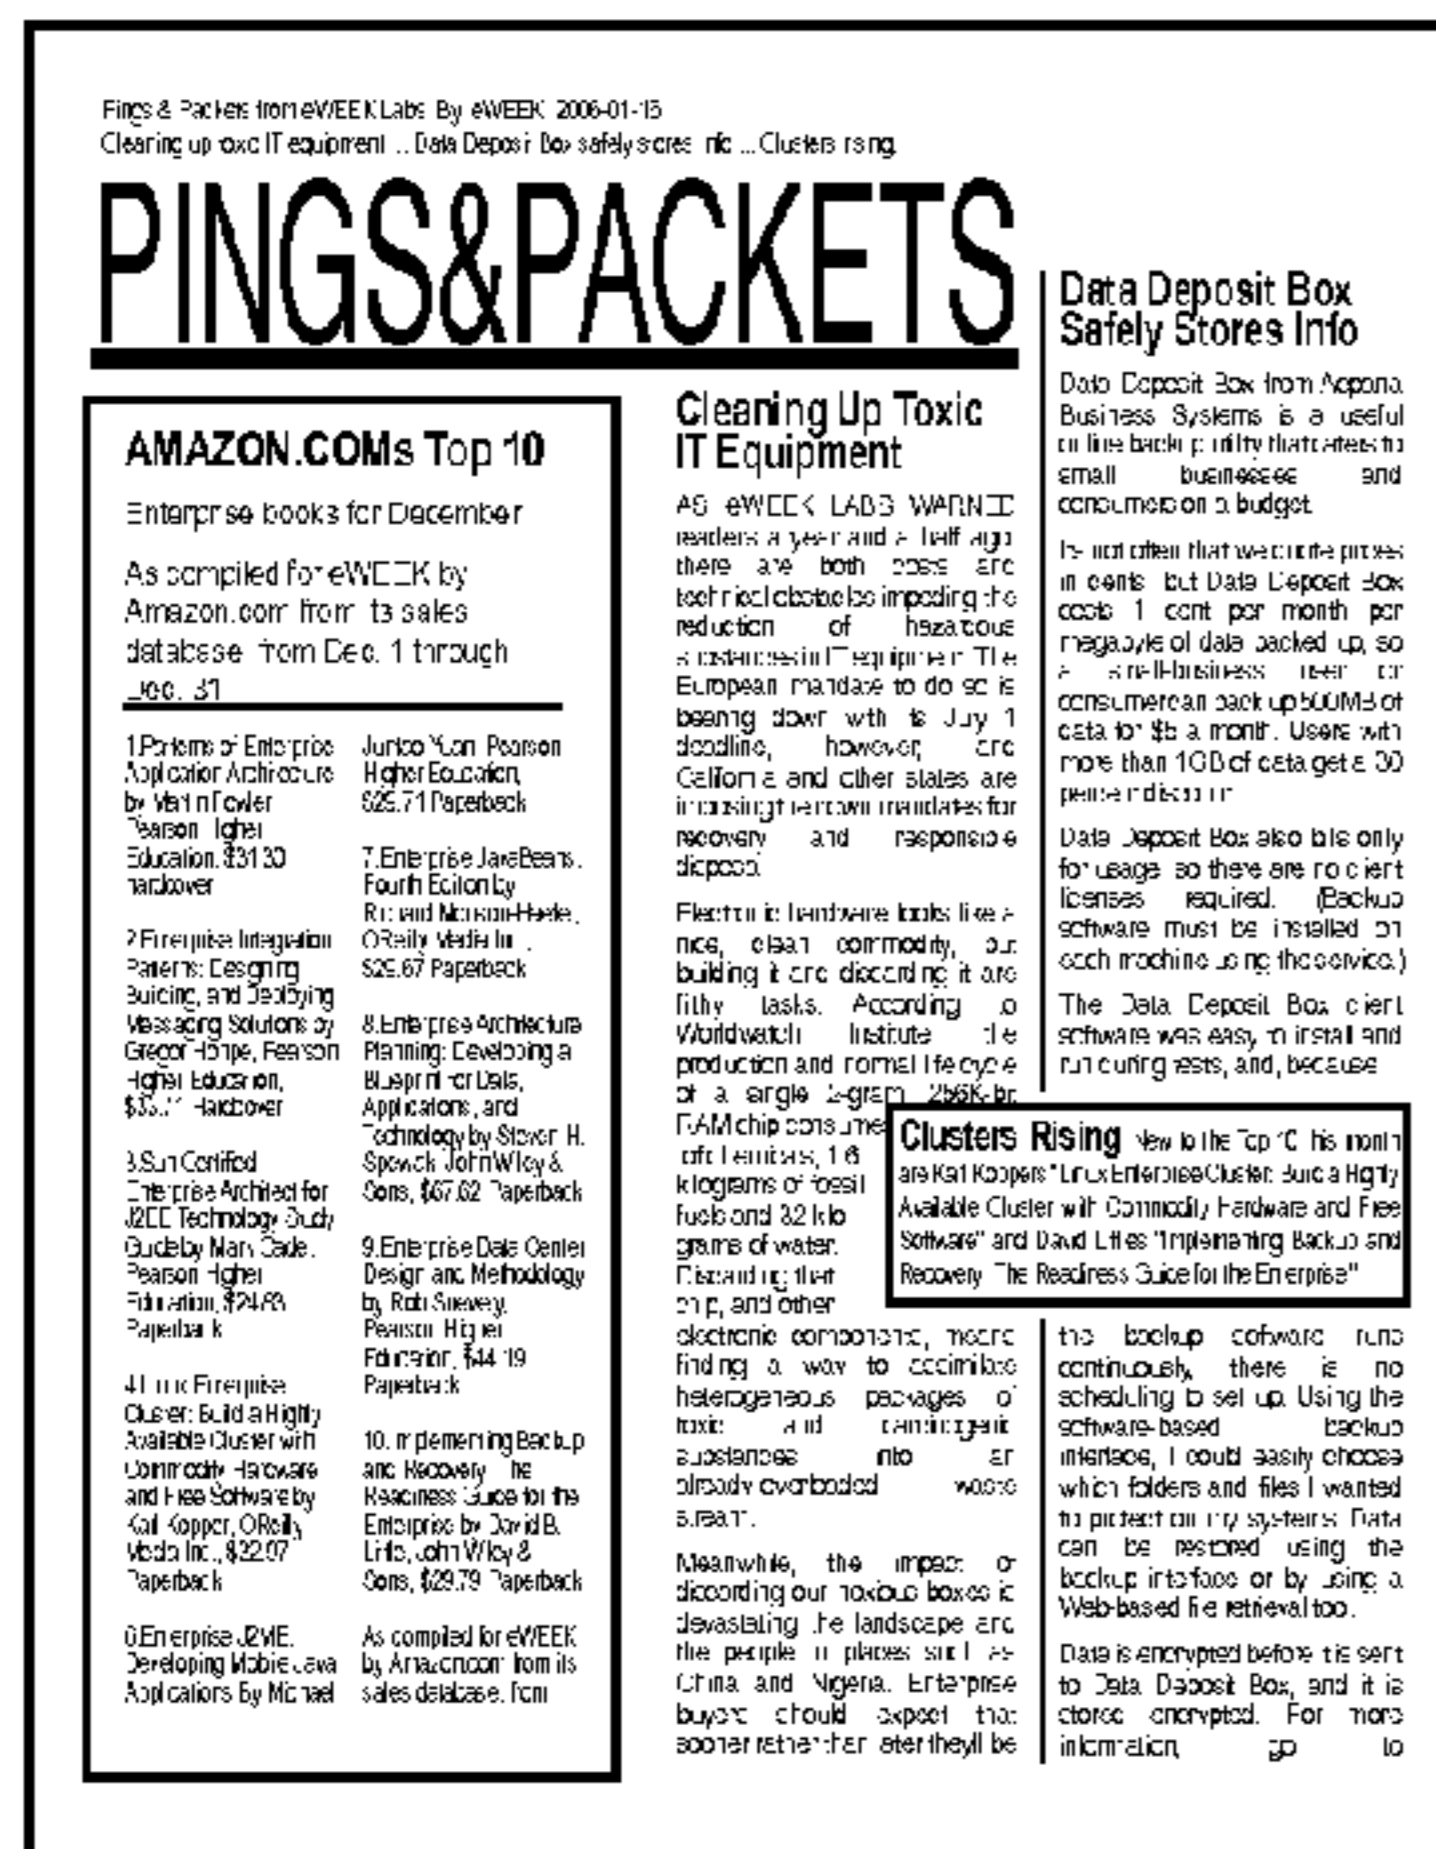 Pings & Packets from eWEEK Labs By eWEEK 2006-01-15
Cleaning up toxic IT equipment ... Data Deposit Box safely stores info ... Clusters rising.
PINGS&PACKETS
AMAZON.COMs Top 10
Enterprise books for December
As compiled for eWEEK by
Amazon.com from its sales
database from Dec. 1 through
Dec. 31
1.Patterns of Enterprise
Application Architecture
by Martin Fowler
Pearson Higher
Education, $31.30
hardcover
2.Enterprise Integration
Patterns: Designing
Building, and Deploying
Messaging Solutions by
Gregor Hohpe, Pearson
Higher Education,
Hardcover
3.Sun Certified
Enterprise Architect for
J2EE Technology Study
Guide by Mark Cade,
Pearson Higher
Education, $24.63
Paperback
4.Linux Enterprise
Cluster: Build a Highly
Available Cluster with
Commodity Hardware
and Free Software by
Karl Kopper, OReilly
Media Inc., $32.97
Paperback
6.Enterprise J2ME:
Developing Mobile Java
Applications By Michael
Juntao Yuan, Pearson
Higher Education,
$29.71 Paperback
7.Enterprise JavaBeans,
Fourth Edition by
Richard Monson-Haefel,
OReilly Media Inc.,
$29.67 Paperback
8.Enterprise Architecture
Planning: Developing a
Blueprint for Data,
Applications, and
Technology by Steven H.
Spewak, John Wiley &
Sons, $67.62 Paperback
9.Enterprise Data Center
Design and Methodology
by Rob Snevely,
Pearson Higher
Education, $44.19
Paperback
10.Implementing Backup
and Recovery: The
Readiness Guide for the
Enterprise by David B.
Little, John Wiley &
Sons, $29.79 Paperback
As compiled for eWEEK
by Amazon.com from its
sales database, from
Cleaning Up Toxic
IT Equipment
AS eWEEK LABS WARNED
readers a year and a half ago,
there are both costs and
technical obstacles impeding the
reduction of hazardous
substances in IT equipment. The
European mandate to do so is
bearing down with its July 1
deadline, however, and
California and other states are
imposing their own mandates for
recovery and responsible
disposal.
Electronic hardware looks like a
nice, clean commodity, but
building it and discarding it are
filthy tasks. According to
Worldwatch Institute the
production and normal life cycle
of a single 2-gram 256K-bit
RAM chip consume
of chemicals, 1.6
kilograms of fossil
fuels and 32 kilo
grams of water.
Discarding that
chip, and other
electronic components, means
finding a way to assimilate
heterogeneous packages of
toxic and carcinogenic
substances into an
already overloaded waste
stream.
Meanwhile, the impact of
discarding our noxious boxes is
devastating the landscape and
the people in places such as
China and Nigeria. Enterprise
buyers should expect that
sooner rather than later theyll be
Data Deposit Box
Safely Stores Info
Data Deposit Box from Acpana
Business Systems is a useful
online backup utility that caters to
small businesses and
consumers on a budget.
Its not often that we quote prices
in cents but Data Deposit Box
costs 1 cent per month per
megabyte of data backed up, so
a small-business user or
consumer can back up 500MB of
data for $5 a month. Users with
more than 1GB of data get a 30
percent discount.
Data Deposit Box also bills only
for usage, so there are no client
licenses required. (Backup
software must be installed on
each machine using the service.)
The Data Deposit Box client
software was easy to install and
run during tests, and, because
Clusters Rising New to the Top 10 this month
are Karl Koppers "Linux Enterprise Cluster: Build a Highly
Available Cluster with Commodity Hardware and Free
Software" and David Littles "Implementing Backup and
Recovery: The Readiness Guide for the Enterprise"
the backup software runs
continuously, there is no
scheduling to set up. Using the
software-based backup
interface, I could easily choose
which folders and files I wanted
to protect on my systems. Data
can be restored using the
backup interface or by using a
Web-based file retrieval tool.
Data is encrypted before it is sent
to Data Deposit Box, and it is
stored encrypted. For more
information, go to